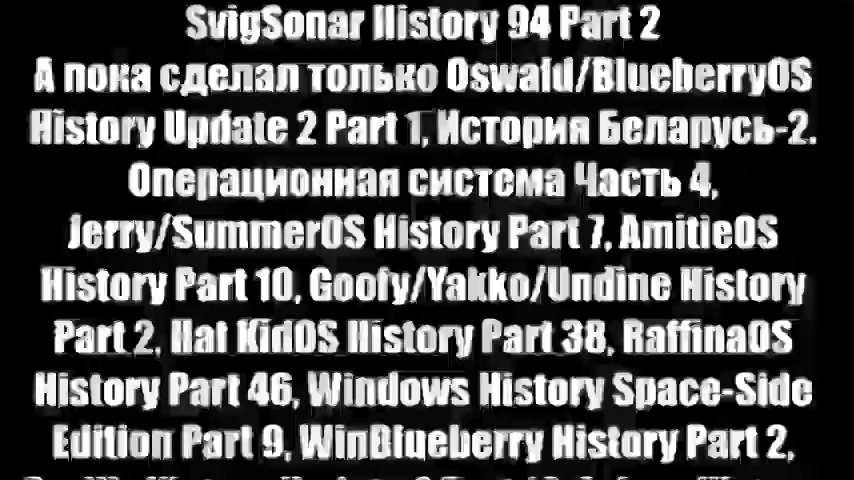 SvigSonar History 94 Part 2
А пока сделал только Oswald/BlueberryOS
History Update 2 Part 1, История Беларусь-2.
Операционная система Часть 4,
Jerry/SummerOS History Part 7, AmitieOS
History Part 10, Goofy/Yakko/Undine History
Part 2, Hat KidOS History Part 38, RaffinaOS
History Part 46, Windows History Space-Side
Edition Part 9, WinBlueberry History Part 2,